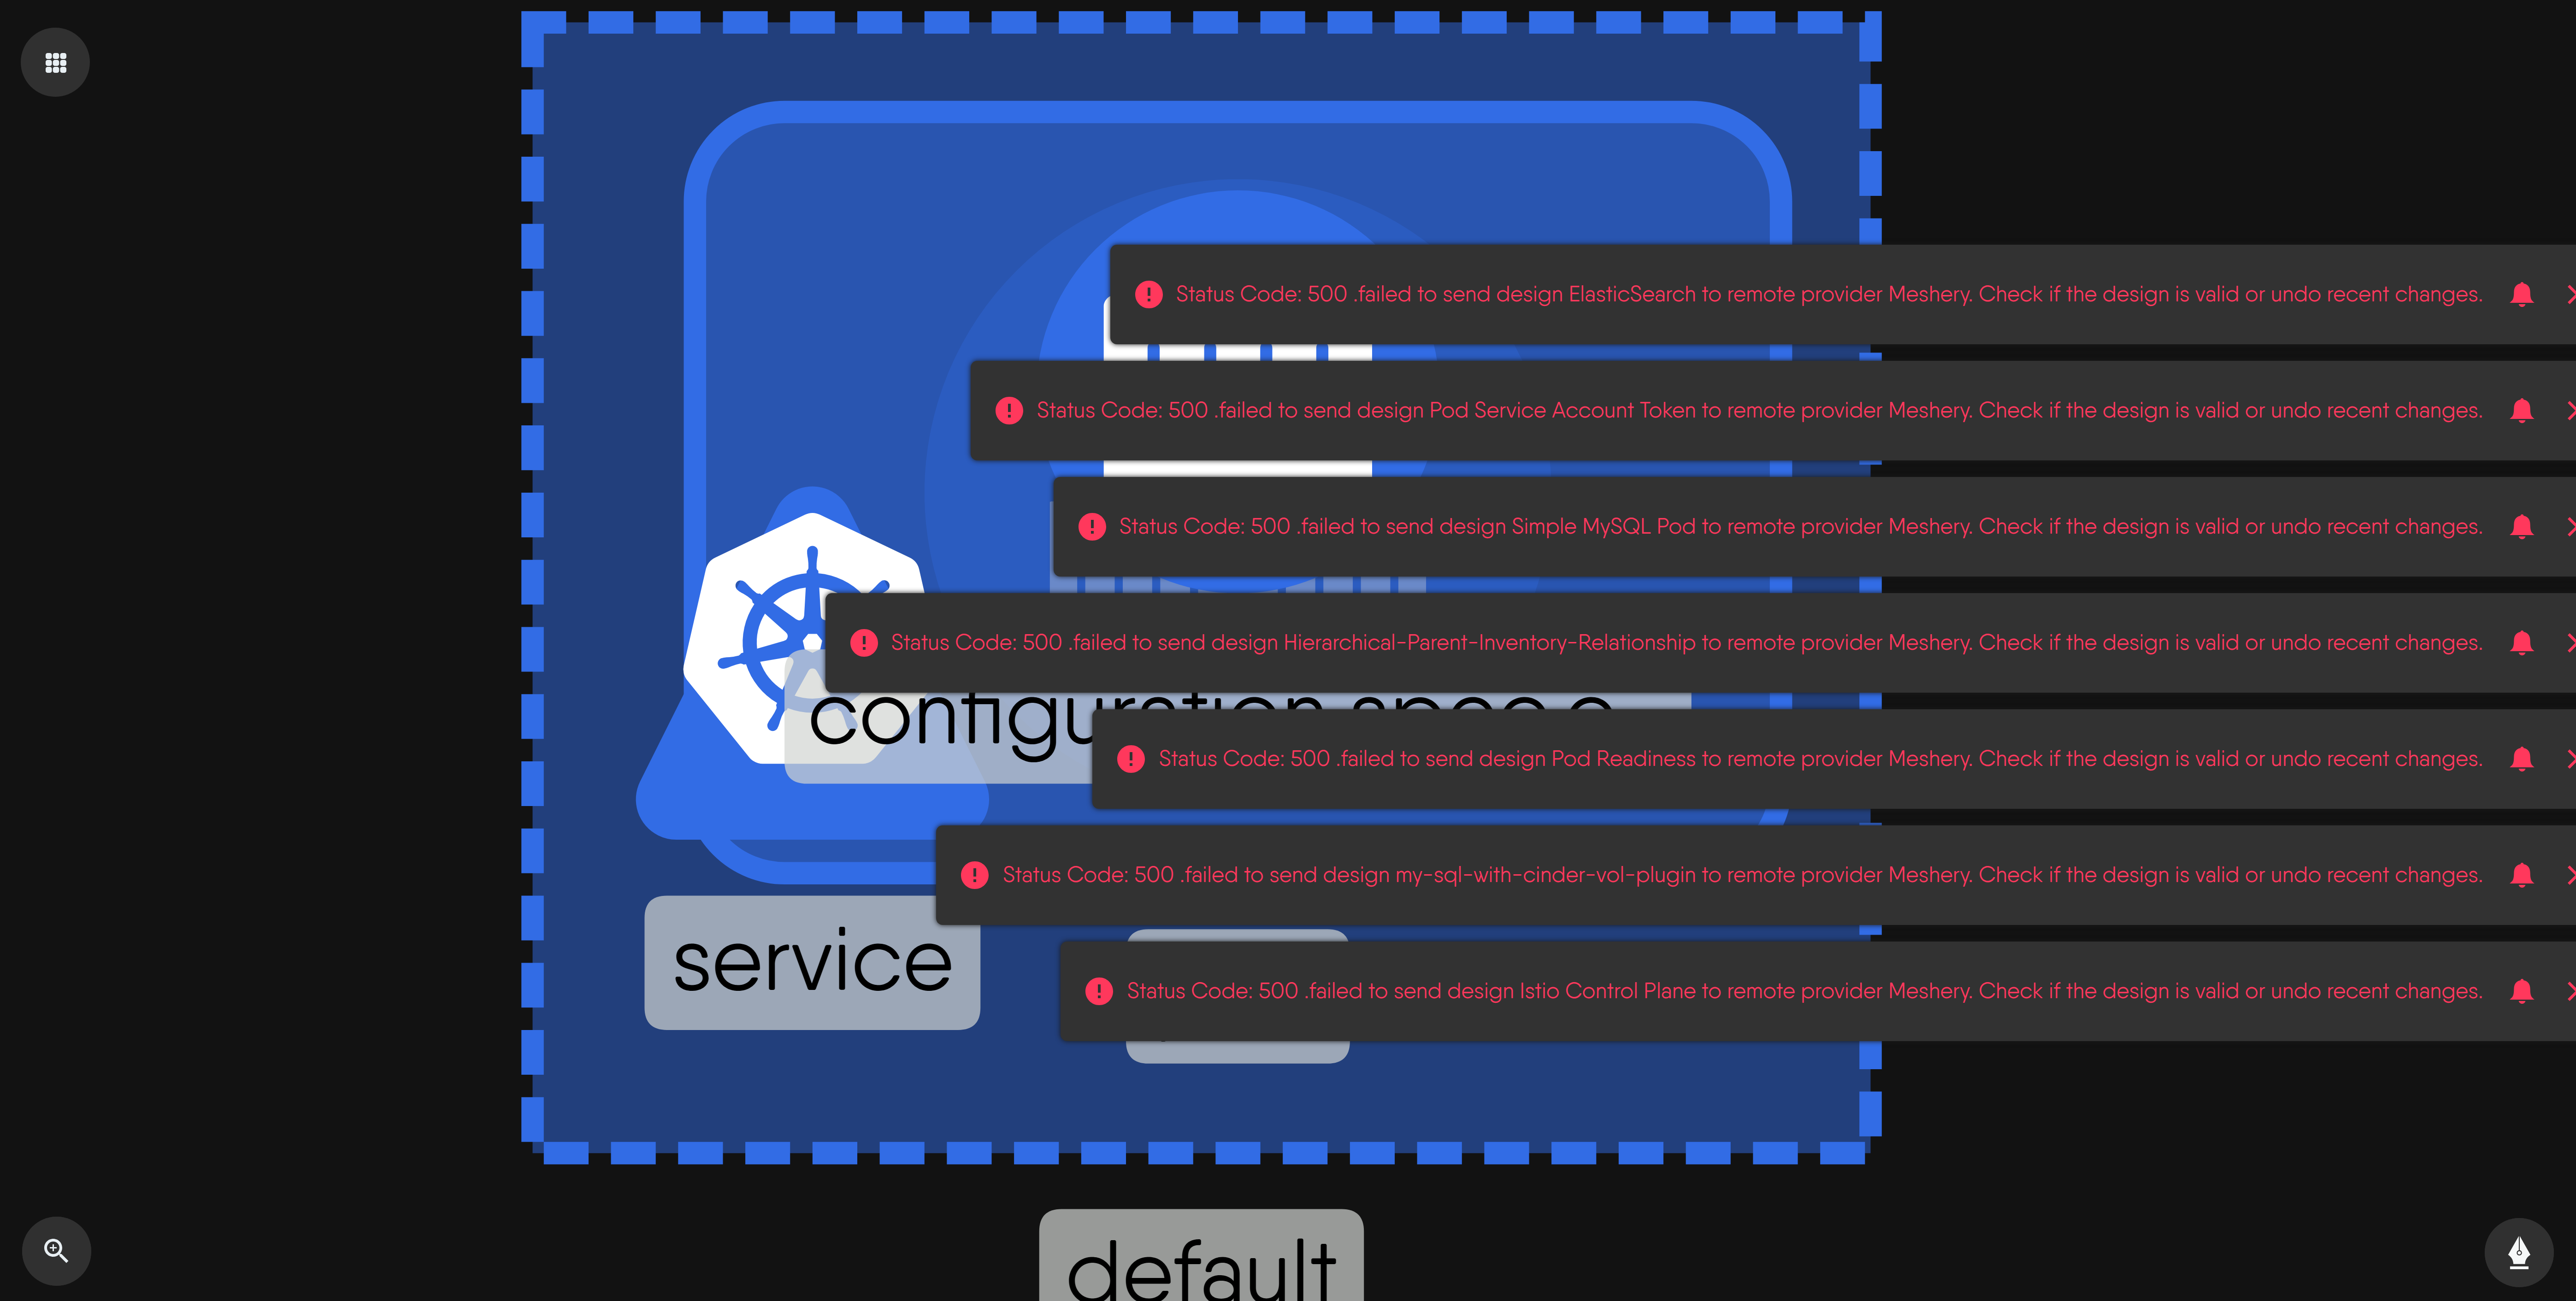 Status Code: 500 .failed to send design ElasticSearch to remote provider Meshery. Check if the design is valid or undo recent changes.
Status Code: 500 .failed to send design Pod Service Account Token to remote provider Meshery. Check if the design is valid or undo recent changes.
Status Code: 500 .failed to send design Simple MySQL Pod to remote provider Meshery. Check if the design is valid or undo recent changes.
Status Code: 500 .failed to send design Hierarchical-Parent-Inventory-Relationship to remote provider Meshery. Check if the design is valid or undo recent changes.
configuration spec o
Status Code: 500 .failed to send design Pod Readiness to remote provider Meshery. Check if the design is valid or undo recent changes.
Status Code: 500 .failed to send design my-sql-with-cinder-vol-plugin to remote provider Meshery. Check if the design is valid or undo recent changes.
service
Status Code: 500 .failed to send design Istio Control Plane to remote provider Meshery. Check if the design is valid or undo recent changes.
default